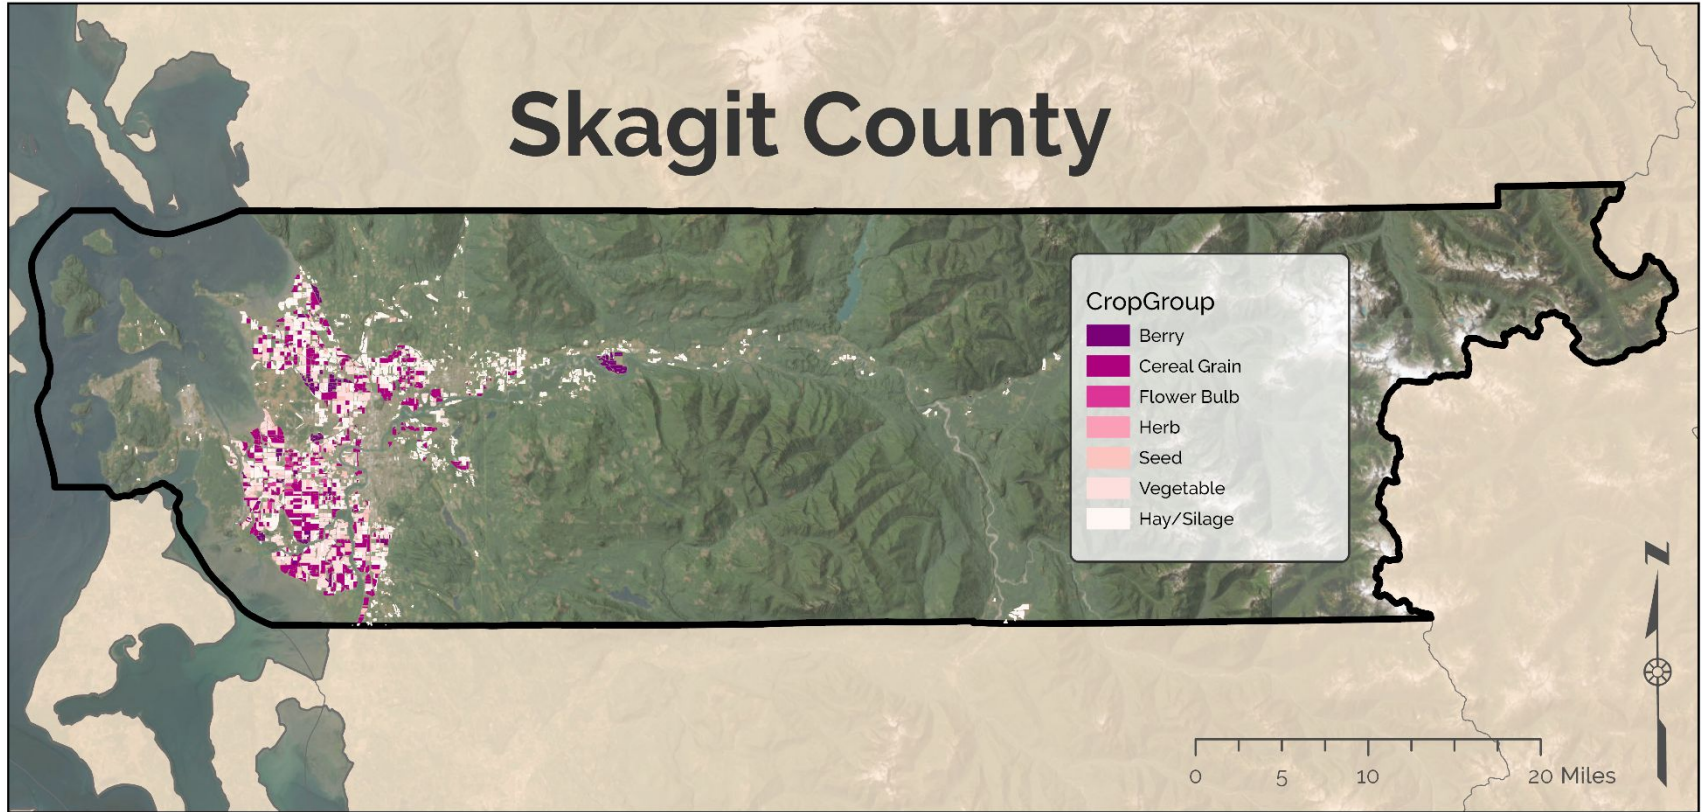 Skagit County
CropGroup
Berry
Cereal Grain
Flower Bulb
Herb
Seed
Vegetable
Hay/Silage
N
0 5 10 20 Miles